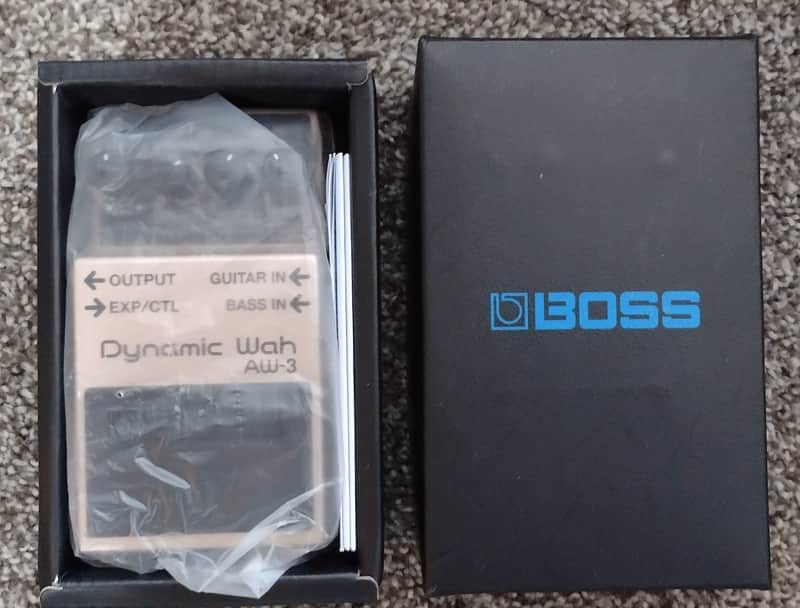 ← OUTPUT GUITAR IN ←
→ EXP/CTL BASS IN ←
Dynamic Wah
AW-3
BOSS